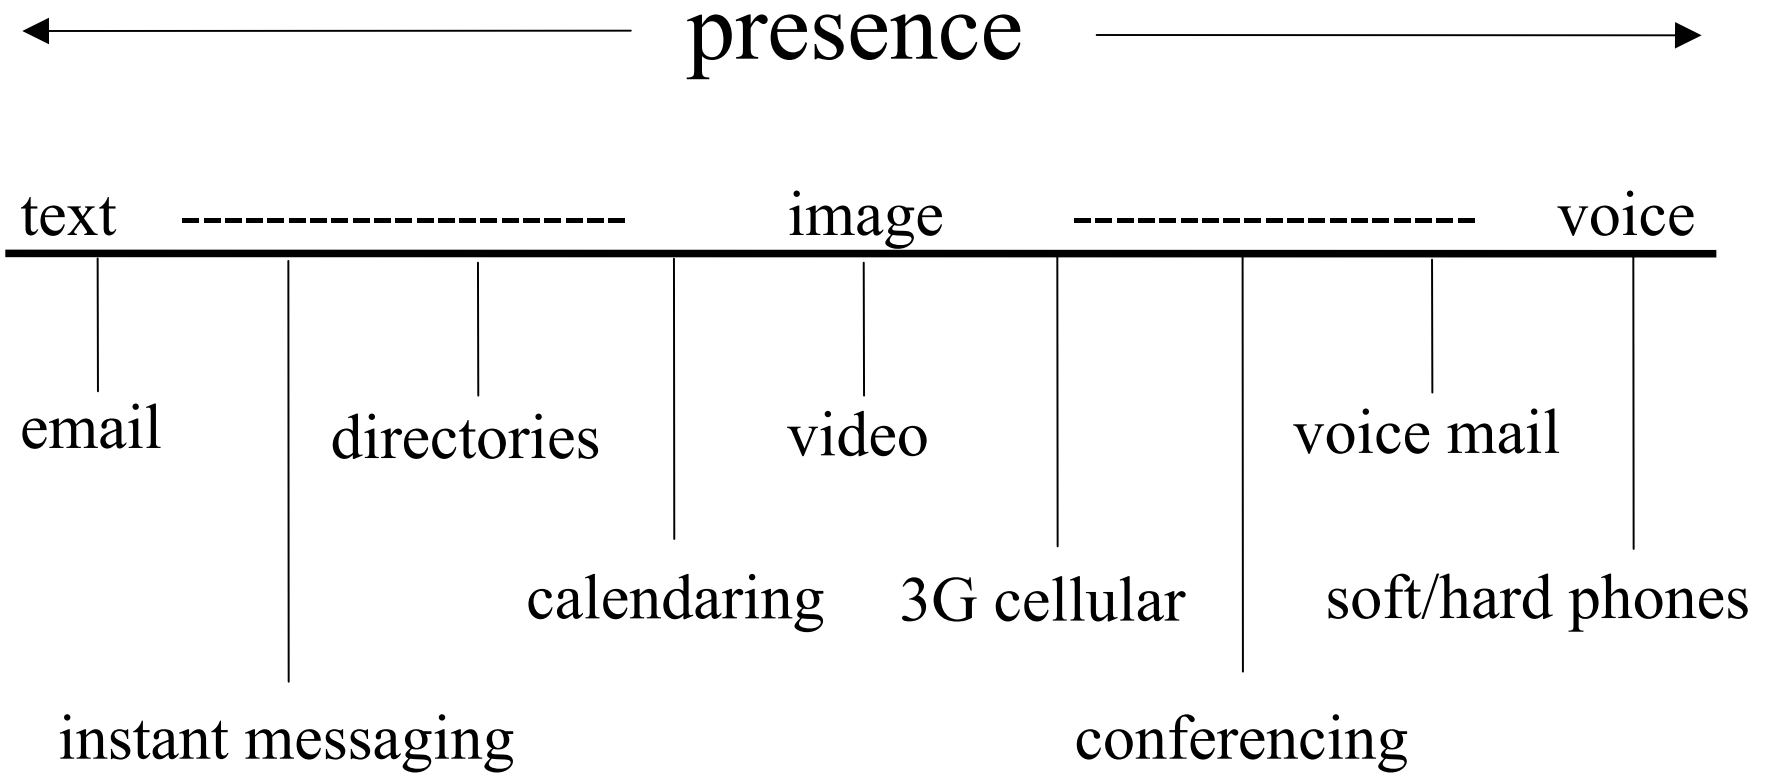 presence
text image voice
email directories video voice mail
calendaring 3G cellular soft/hard phones
instant messaging conferencing